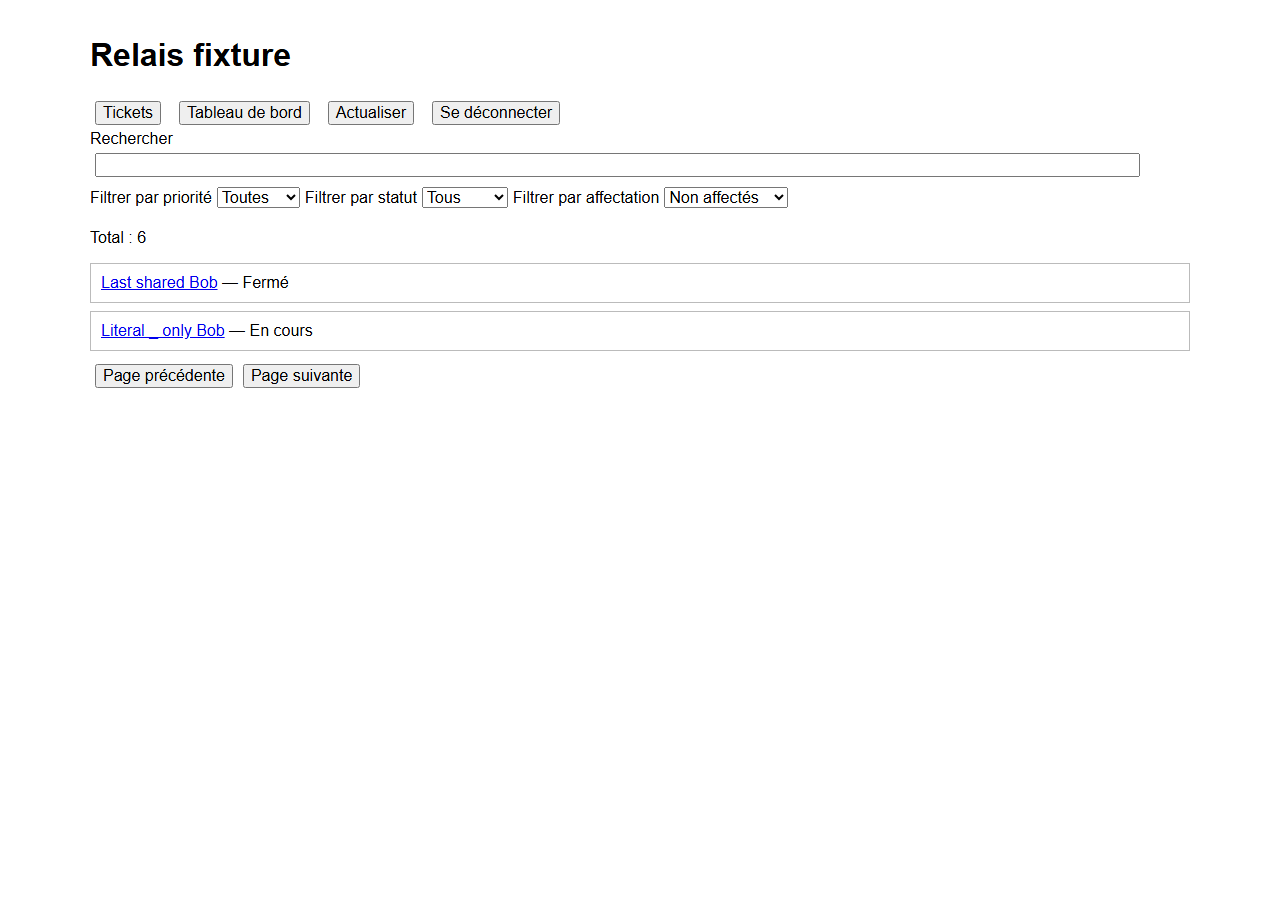 Relais fixture
Tickets Tableau de bord Actualiser Se déconnecter
Rechercher
Filtrer par priorité Toutes Filtrer par statut Tous Filtrer par affectation Non affectés
Total : 6
Last shared Bob — Fermé
Literal _ only Bob — En cours
Page précédente Page suivante